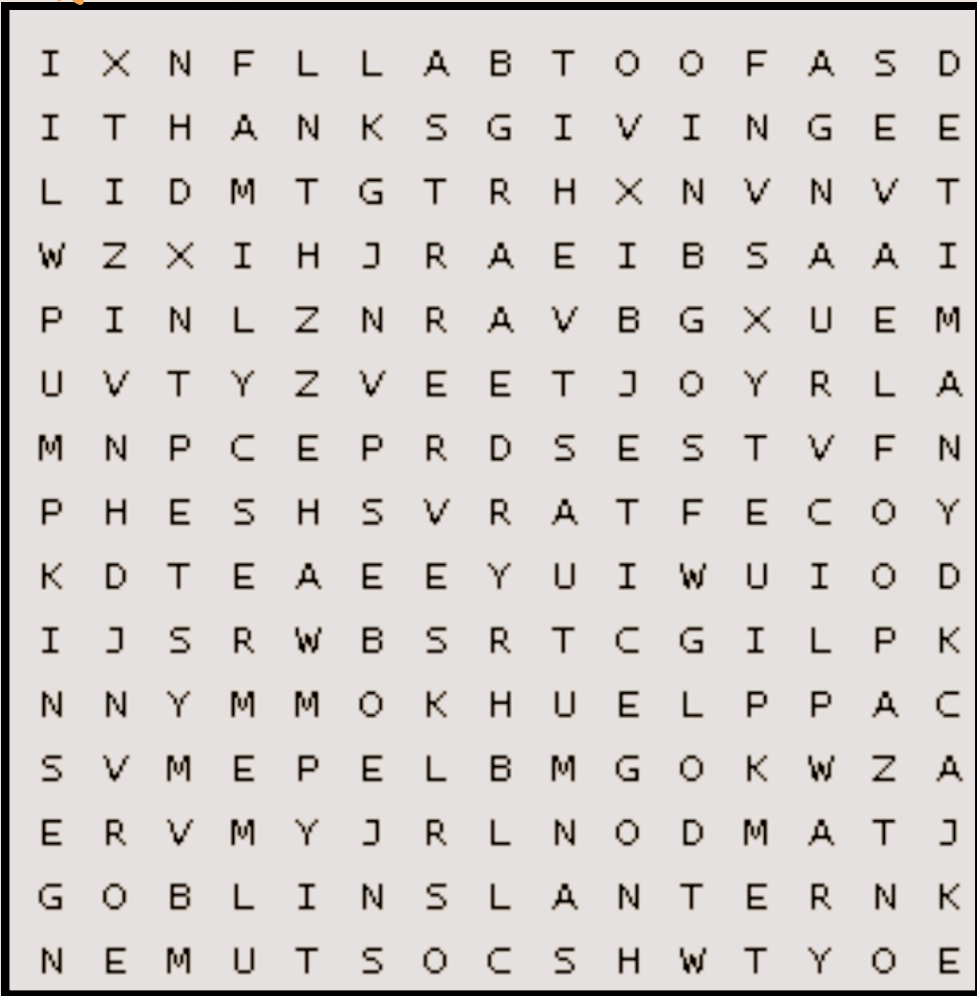 I X N F L L A B T O O F A S D
I T H A N K S G I V I N G E E
L I D M T G T R H X N V N V T
W Z X I H J R A E I B S A A I
P I N L Z N R A V B G X U E M
U V T Y Z V E E T J O Y R L A
M N P C E P R D S E S T V F N
P H E S H S V R A T F E C O Y
K D T E A E E Y U I W U I O D
I J S R W B S R T C G I L P K
N N Y M M O K H U E L P P A C
S V M E P E L B M G O K W Z A
E R V M Y J R L N O D M A T J
G O B L I N S L A N T E R N K
N E M U T S O C S H W T Y O E